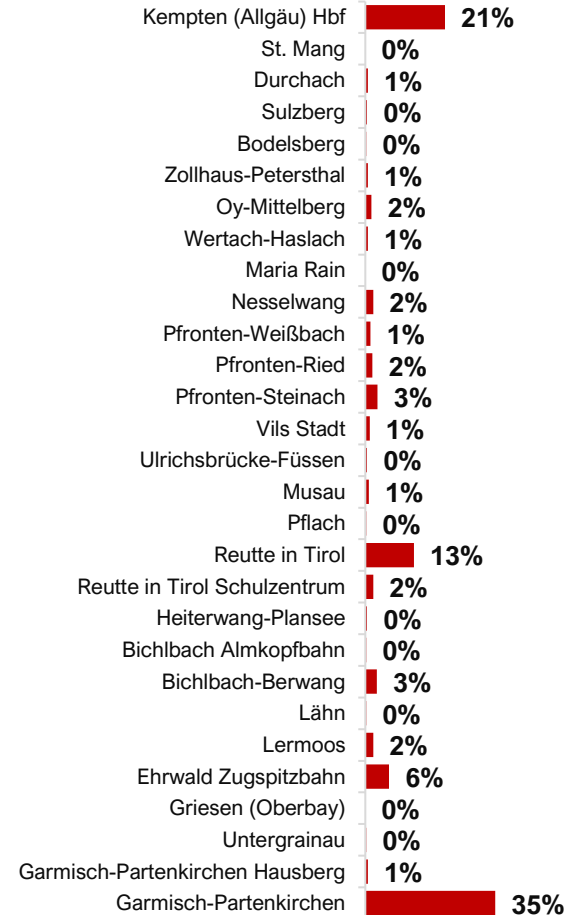 Kempten (Allgäu) Hbf 21%
St. Mang 0%
Durchach 1%
Sulzberg 0%
Bodelsberg 0%
Zollhaus-Petersthal 1%
Oy-Mittelberg 2%
Wertach-Haslach 1%
Maria Rain 0%
Nesselwang 2%
Pfronten-Weißbach 1%
Pfronten-Ried 2%
Pfronten-Steinach 3%
Vils Stadt 1%
Ulrichsbrücke-Füssen 0%
Musau 1%
Pflach 0%
Reutte in Tirol 13%
Reutte in Tirol Schulzentrum 2%
Heiterwang-Plansee 0%
Bichlbach Almkopfbahn 0%
Bichlbach-Berwang 3%
Lähn 0%
Lermoos 2%
Ehrwald Zugspitzbahn 6%
Griesen (Oberbay) 0%
Untergrainau 0%
Garmisch-Partenkirchen Hausberg 1%
Garmisch-Partenkirchen 35%